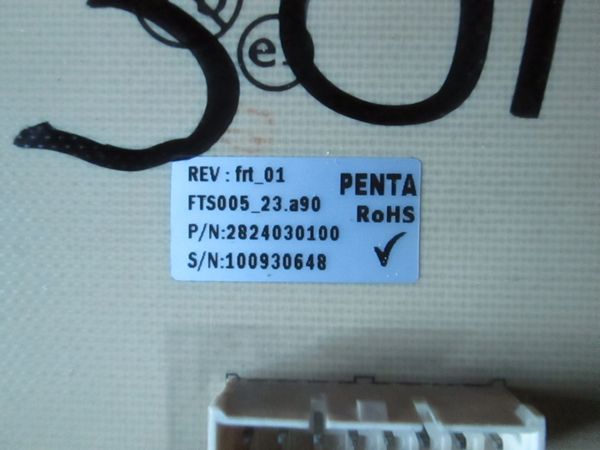 REV : frt_01
PENTA
FTS005_23.a90
RoHS
P/N:2824030100
S/N:100930648